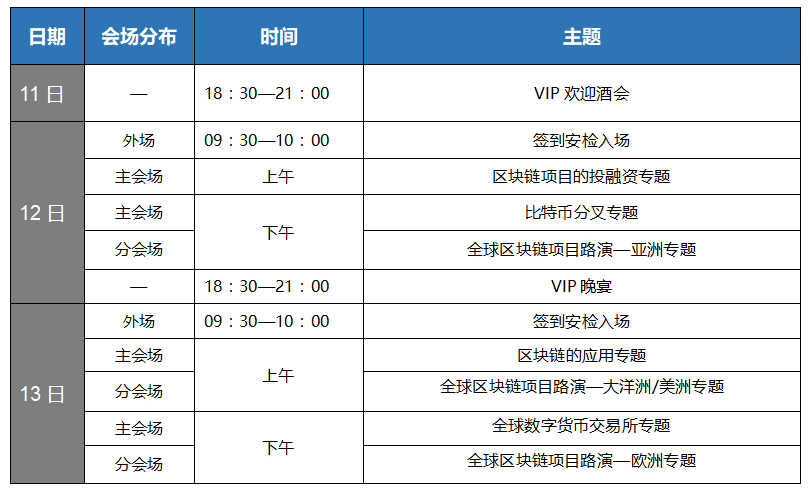 日期 会场分布 时间 主题
11 日 — 18：30—21：00 VIP 欢迎酒会
12 日 外场 09：30—10：00 签到安检入场
主会场 上午 区块链项目的投融资专题
主会场 下午 比特币分叉专题
分会场 全球区块链项目路演—亚洲专题
— 18：30—21：00 VIP 晚宴
13 日 外场 09：30—10：00 签到安检入场
主会场 上午 区块链的应用专题
分会场 全球区块链项目路演—大洋洲/美洲专题
主会场 下午 全球数字货币交易所专题
分会场 全球区块链项目路演—欧洲专题